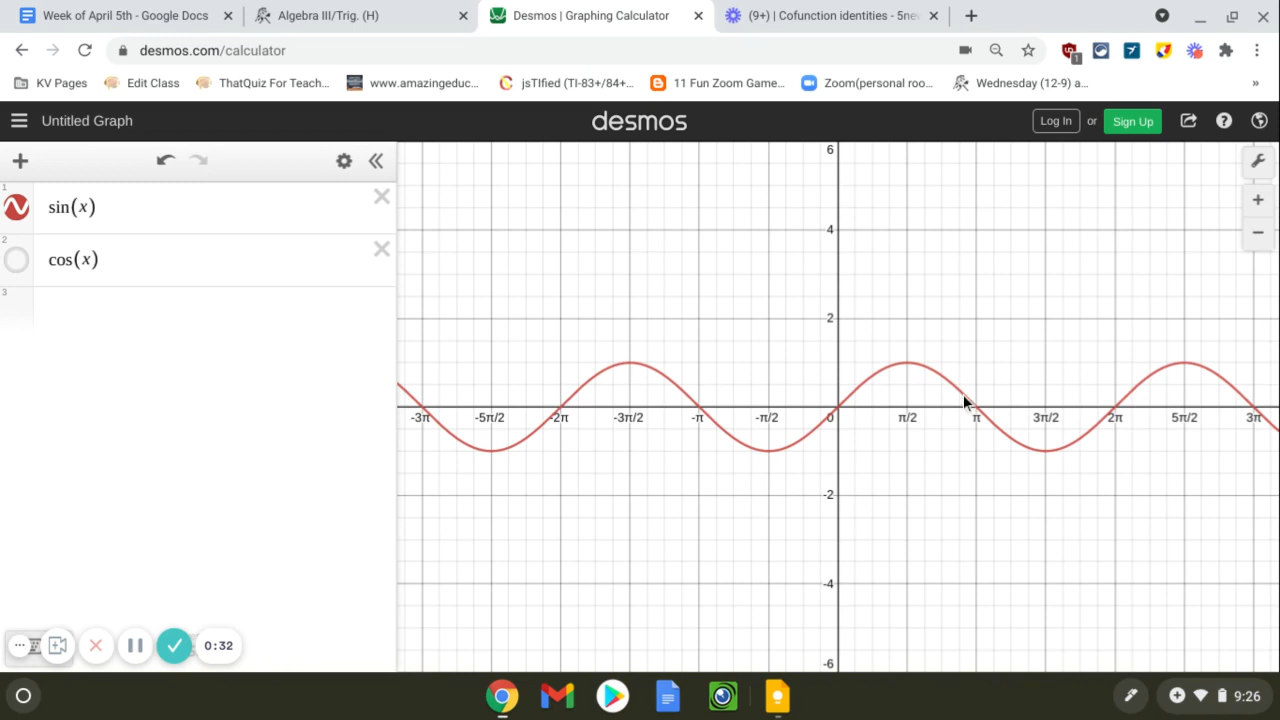 Week of April 5th - Google Docs
Algebra III/Trig. (H)
Desmos | Graphing Calculator
(9+) | Cofunction identities - 5ne
desmos.com/calculator
1
KV Pages
Edit Class
ThatQuiz For Teach...
www.amazingeduc...
jsTIfied (TI-83+/84+...
11 Fun Zoom Game...
Zoom(personal roo...
Wednesday (12-9) a...
»
Untitled Graph
desmos
Log In
or
Sign Up
1
sin(x)
2
cos(x)
3
6
4
2
-3π
-5π/2
-2π
-3π/2
-π
-π/2
0
π/2
π
3π/2
2π
5π/2
3π
-2
-4
-6
0:32
9:26